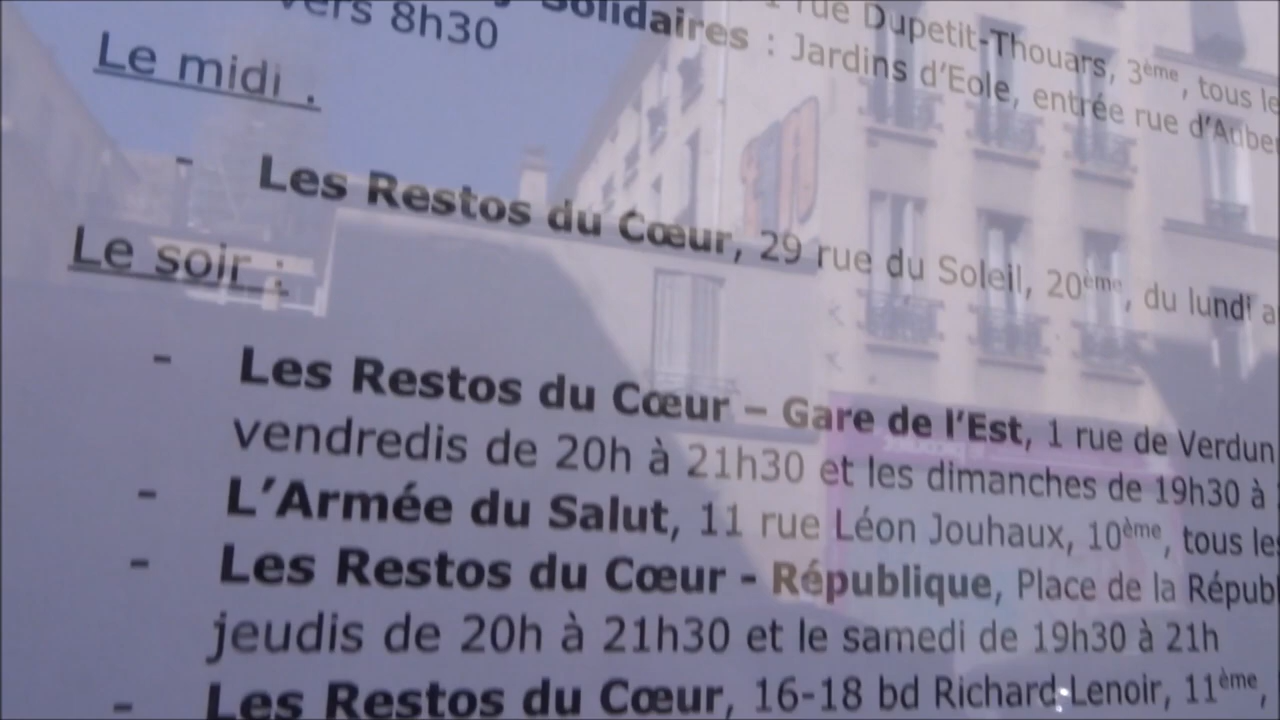 vers 8h30
Solidaires : Jardins d'Eole, entrée rue d'Auber
1 rue Dupetit-Thouars, 3ème, tous le
Le midi :
- Les Restos du Cœur, 29 rue du Soleil, 20ème, du lundi a
Le soir :
- Les Restos du Cœur – Gare de l'Est, 1 rue de Verdun
vendredis de 20h à 21h30 et les dimanches de 19h30 à
- L'Armée du Salut, 11 rue Léon Jouhaux, 10ème, tous les
- Les Restos du Cœur - République, Place de la Républ
jeudis de 20h à 21h30 et le samedi de 19h30 à 21h
- Les Restos du Cœur, 16-18 bd Richard-Lenoir, 11ème,